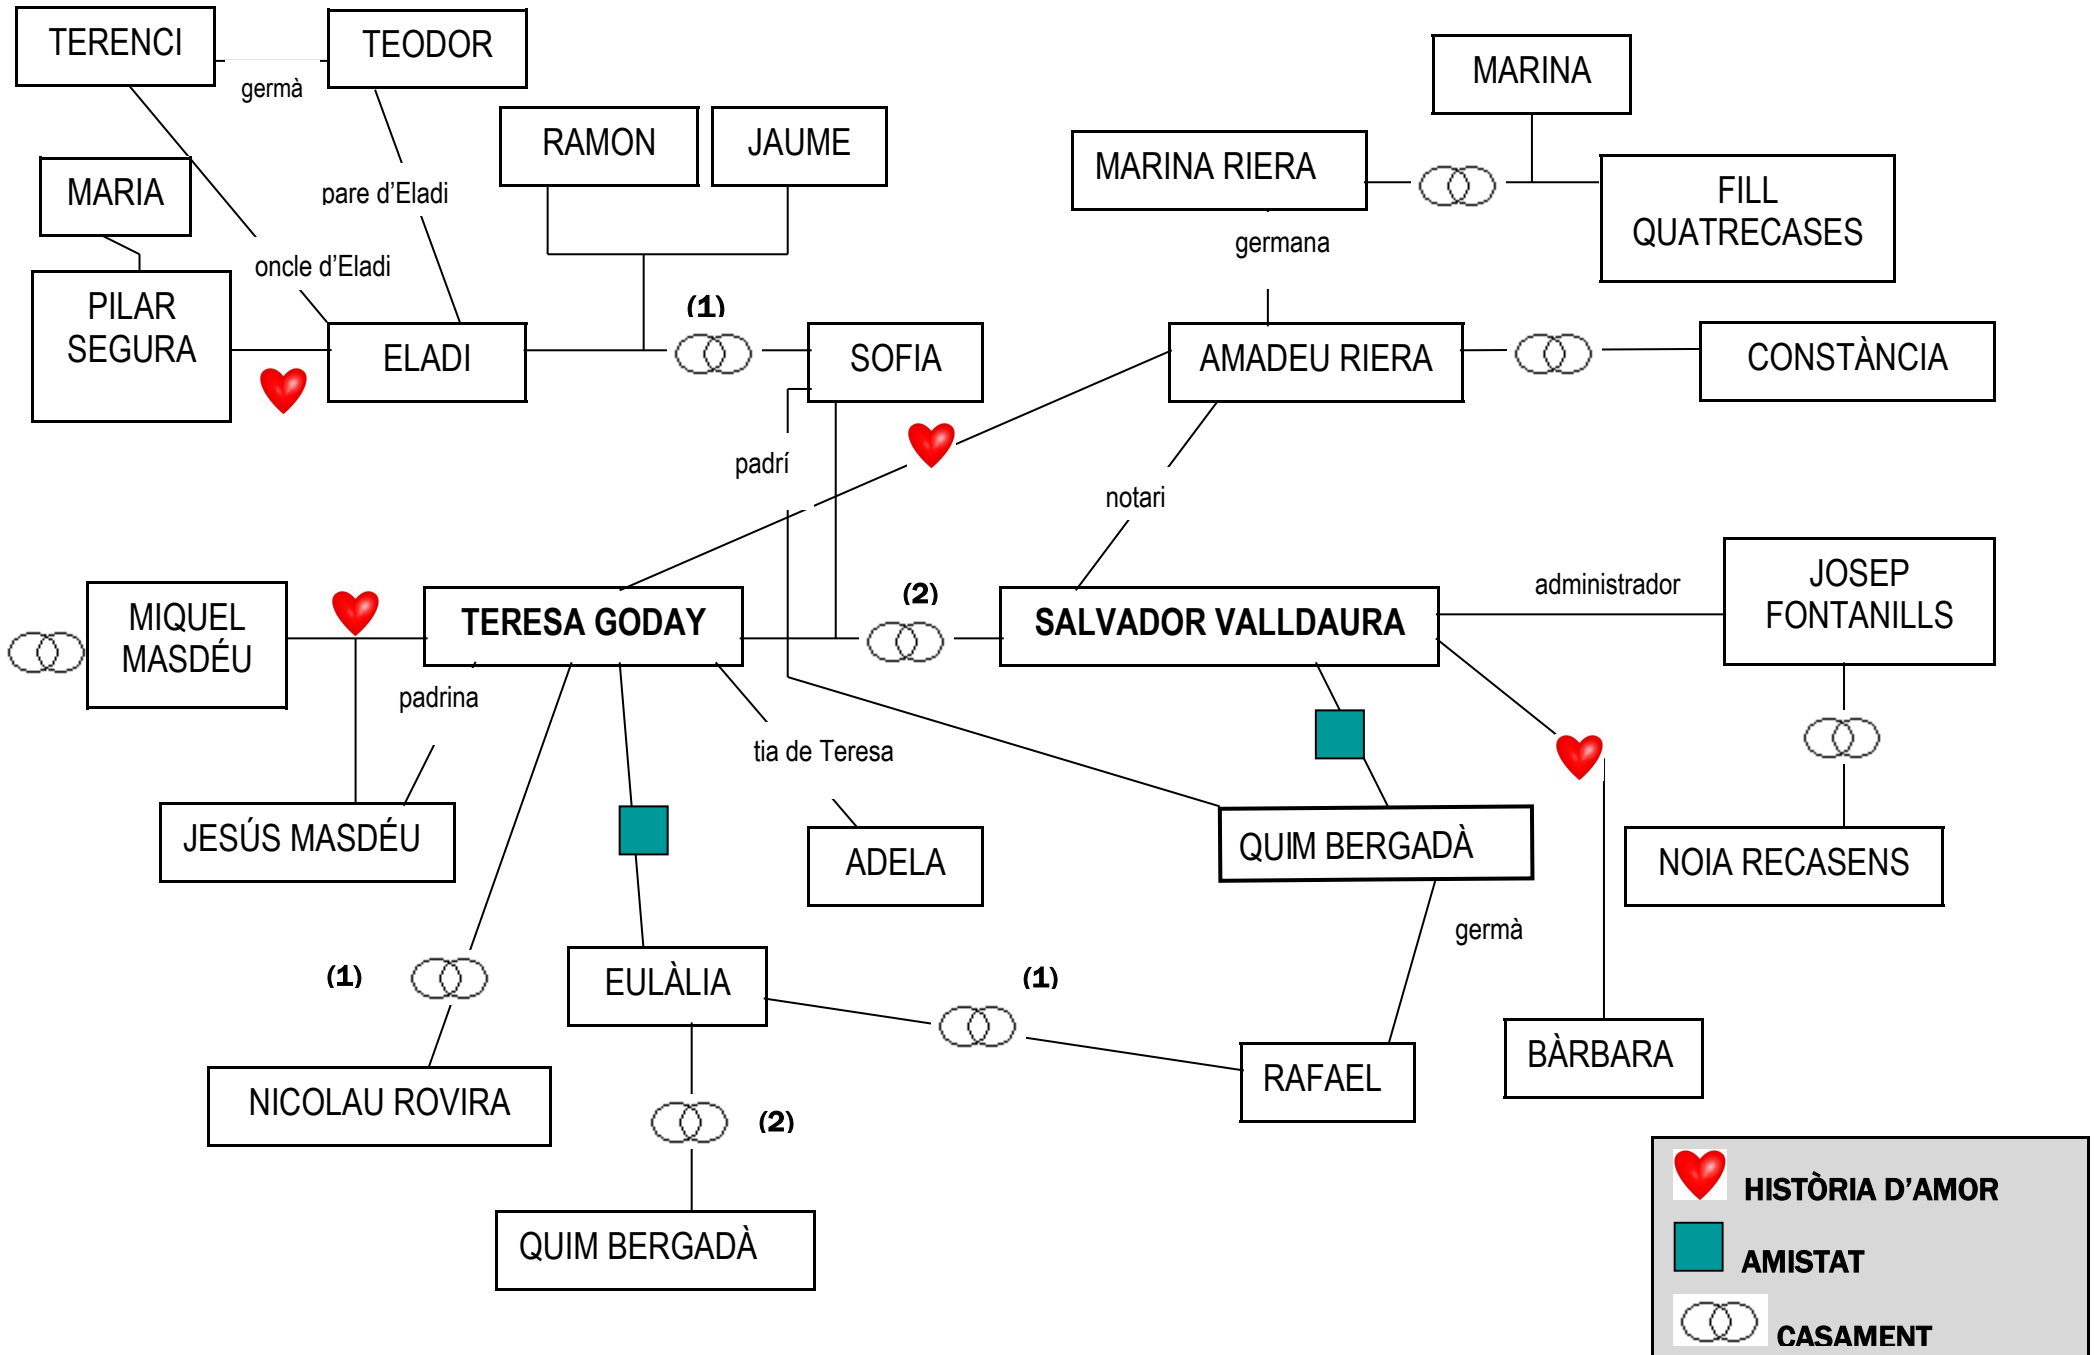 TERENCI
TEODOR
germà
MARINA
RAMON
JAUME
MARINA RIERA
MARIA
pare d'Eladi
FILL
QUATRECASES
germana
oncle d'Eladi
PILAR
SEGURA
(1)
ELADI
SOFIA
AMADEU RIERA
CONSTÀNCIA
padrí
notari
JOSEP
FONTANILLS
administrador
(2)
MIQUEL
MASDÉU
TERESA GODAY
SALVADOR VALLDAURA
padrina
tia de Teresa
JESÚS MASDÉU
ADELA
QUIM BERGADÀ
NOIA RECASENS
germà
(1)
EULÀLIA
(1)
BÀRBARA
RAFAEL
NICOLAU ROVIRA
(2)
QUIM BERGADÀ
HISTÒRIA D'AMOR
AMISTAT
CASAMENT